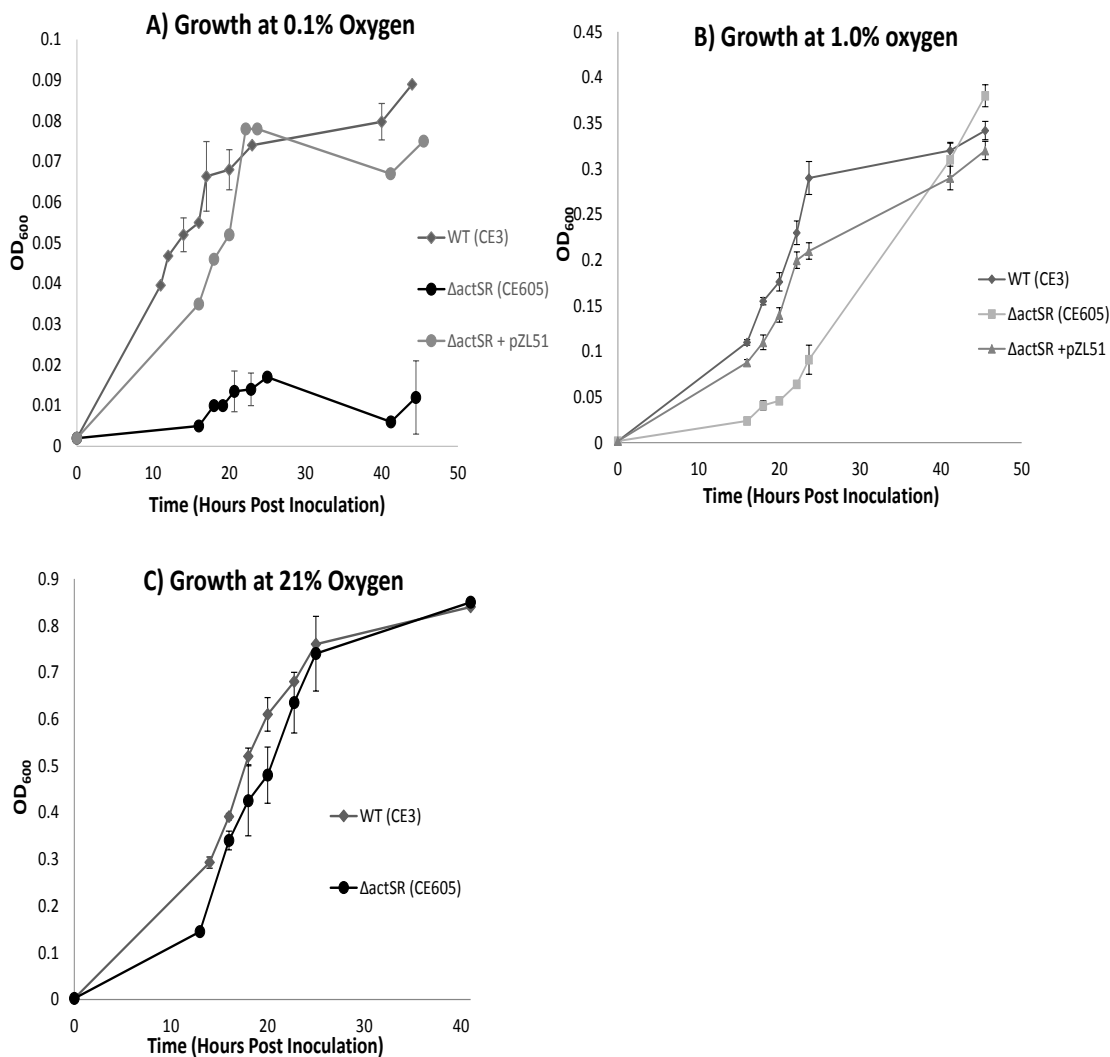 A) Growth at 0.1% Oxygen
0.1
0.09
0.08
0.07
0.06
0.05
0.04
0.03
0.02
0.01
0
OD600
0 10 20 30 40 50
Time (Hours Post Inoculation)
WT (CE3)
ΔactSR (CE605)
ΔactSR + pZL51
B) Growth at 1.0% oxygen
0.45
0.4
0.35
0.3
0.25
0.2
0.15
0.1
0.05
0
OD600
0 10 20 30 40 50
Time (Hours Post Inoculation)
WT (CE3)
ΔactSR (CE605)
ΔactSR +pZL51
C) Growth at 21% Oxygen
0.9
0.8
0.7
0.6
0.5
0.4
0.3
0.2
0.1
0
OD600
0 10 20 30 40
Time (Hours Post Inoculation)
WT (CE3)
ΔactSR (CE605)